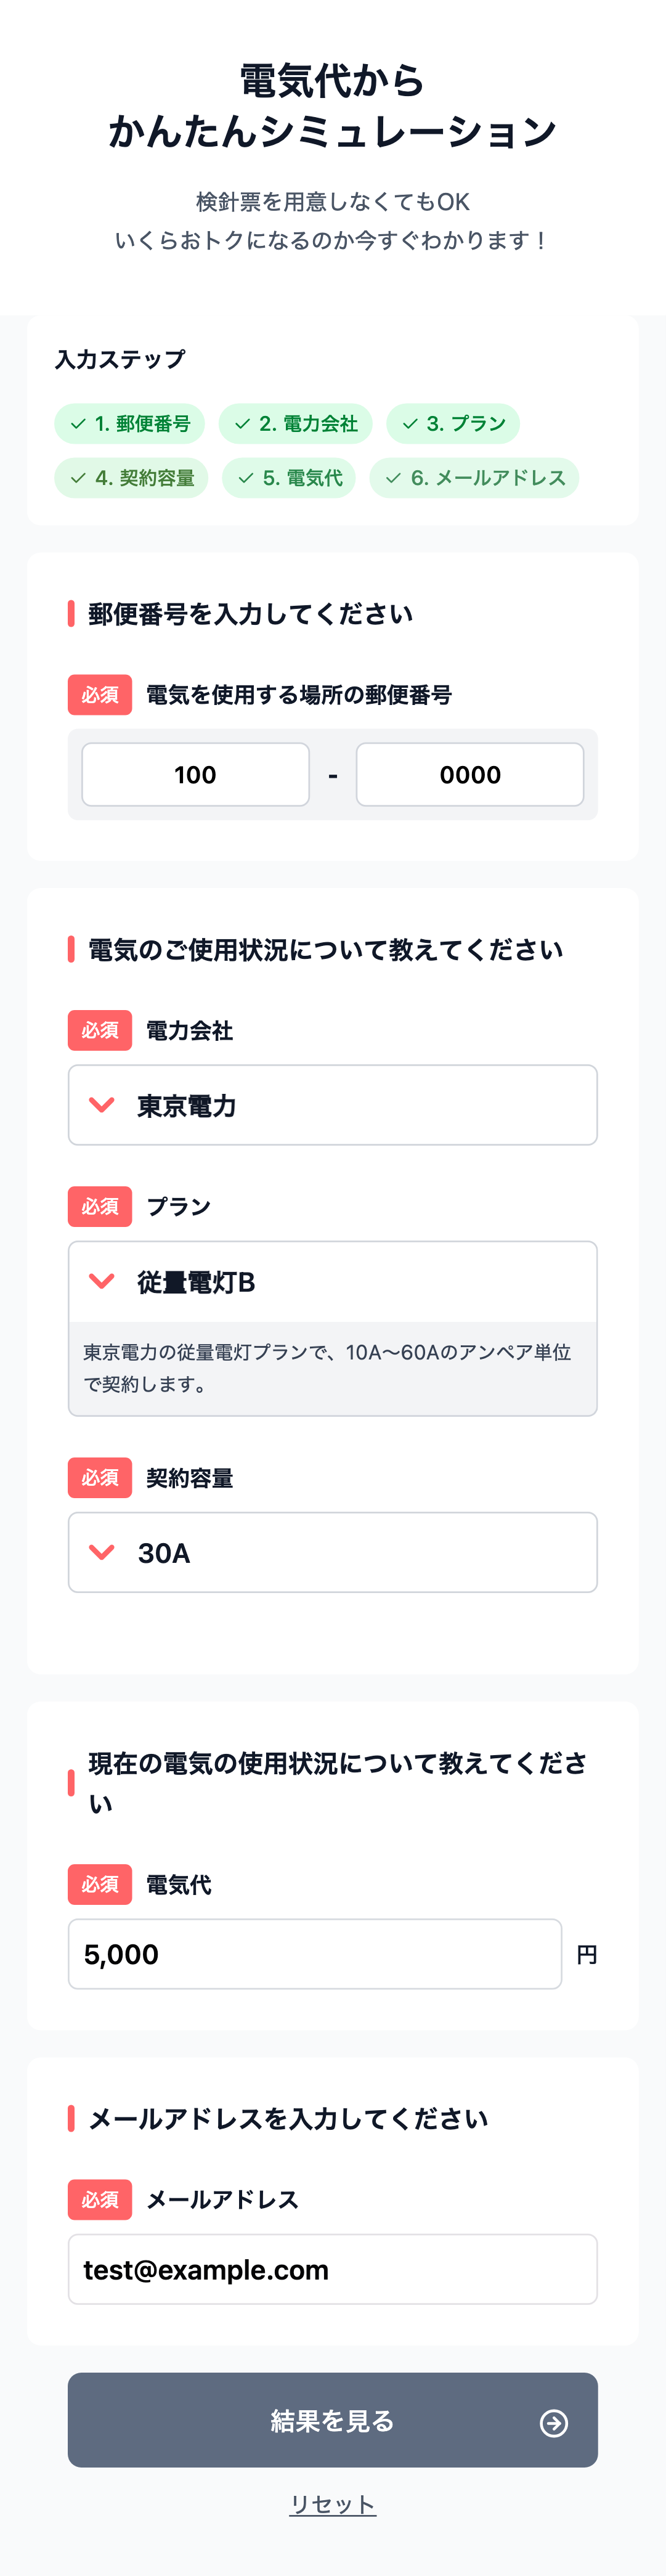 電気代から
かんたんシミュレーション
検針票を用意しなくてもOK
いくらおトクになるのか今すぐわかります！
入力ステップ
1. 郵便番号
2. 電力会社
3. プラン
4. 契約容量
5. 電気代
6. メールアドレス
郵便番号を入力してください
必須 電気を使用する場所の郵便番号
100 - 0000
電気のご使用状況について教えてください
必須 電力会社
東京電力
必須 プラン
従量電灯B
東京電力の従量電灯プランで、10A〜60Aのアンペア単位
で契約します。
必須 契約容量
30A
現在の電気の使用状況について教えてくださ
い
必須 電気代
5,000 円
メールアドレスを入力してください
必須 メールアドレス
test@example.com
結果を見る
リセット